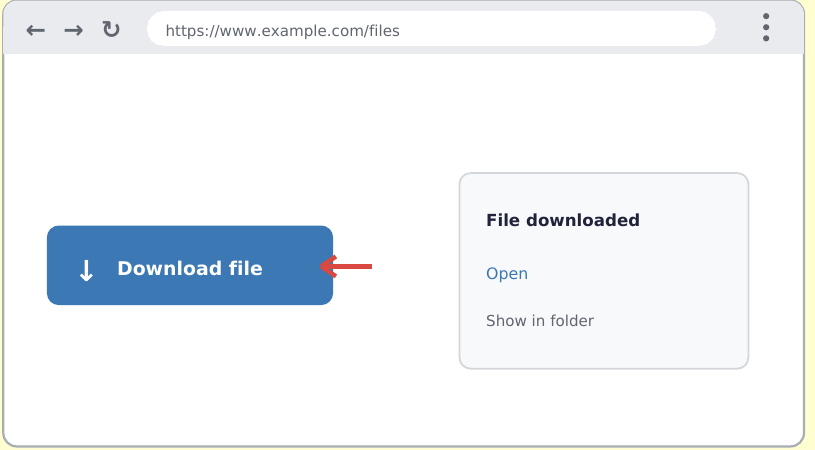 https://www.example.com/files
Download file
File downloaded
Open
Show in folder